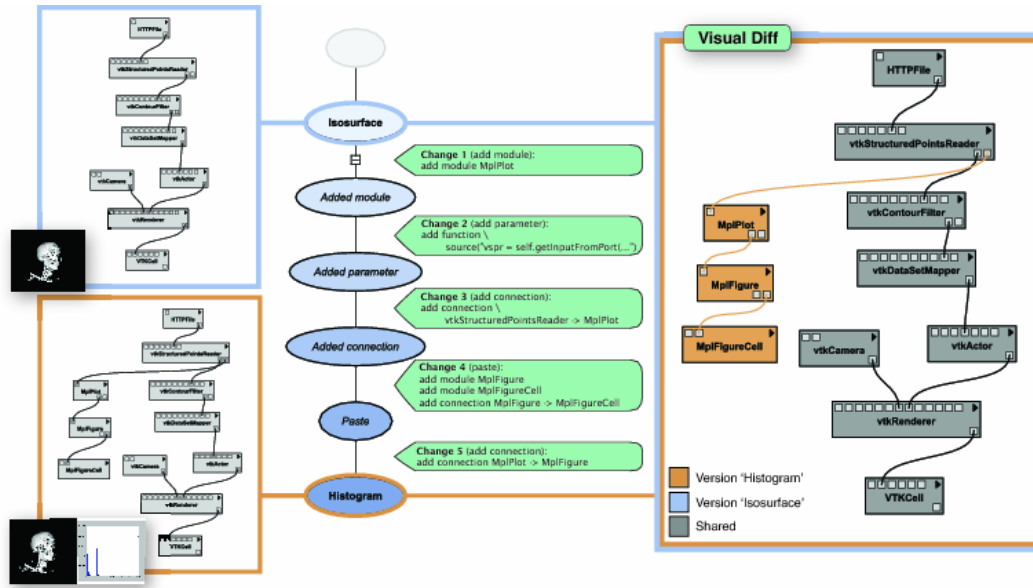 HTTPFile
vtkStructuredPointsReader
vtkContourFilter
vtkDataSetMapper
vtkCamera
vtkActor
vtkRenderer
VTKCell
HTTPFile
vtkStructuredPointsReader
MplPlot
vtkContourFilter
MplFigure
vtkDataSetMapper
MplFigureCell
vtkCamera
vtkActor
vtkRenderer
VTKCell
Isosurface
Change 1 (add module):
add module MplPlot
Added module
Change 2 (add parameter):
add function \
source("vspr = self.getInputFromPort(...")
Added parameter
Change 3 (add connection):
add connection \
vtkStructuredPointsReader -> MplPlot
Added connection
Change 4 (paste):
add module MplFigure
add module MplFigureCell
add connection MplFigure -> MplFigureCell
Paste
Change 5 (add connection):
add connection MplPlot -> MplFigure
Histogram
Visual Diff
HTTPFile
vtkStructuredPointsReader
MplPlot
vtkContourFilter
MplFigure
vtkDataSetMapper
MplFigureCell
vtkCamera
vtkActor
vtkRenderer
VTKCell
Version 'Histogram'
Version 'Isosurface'
Shared